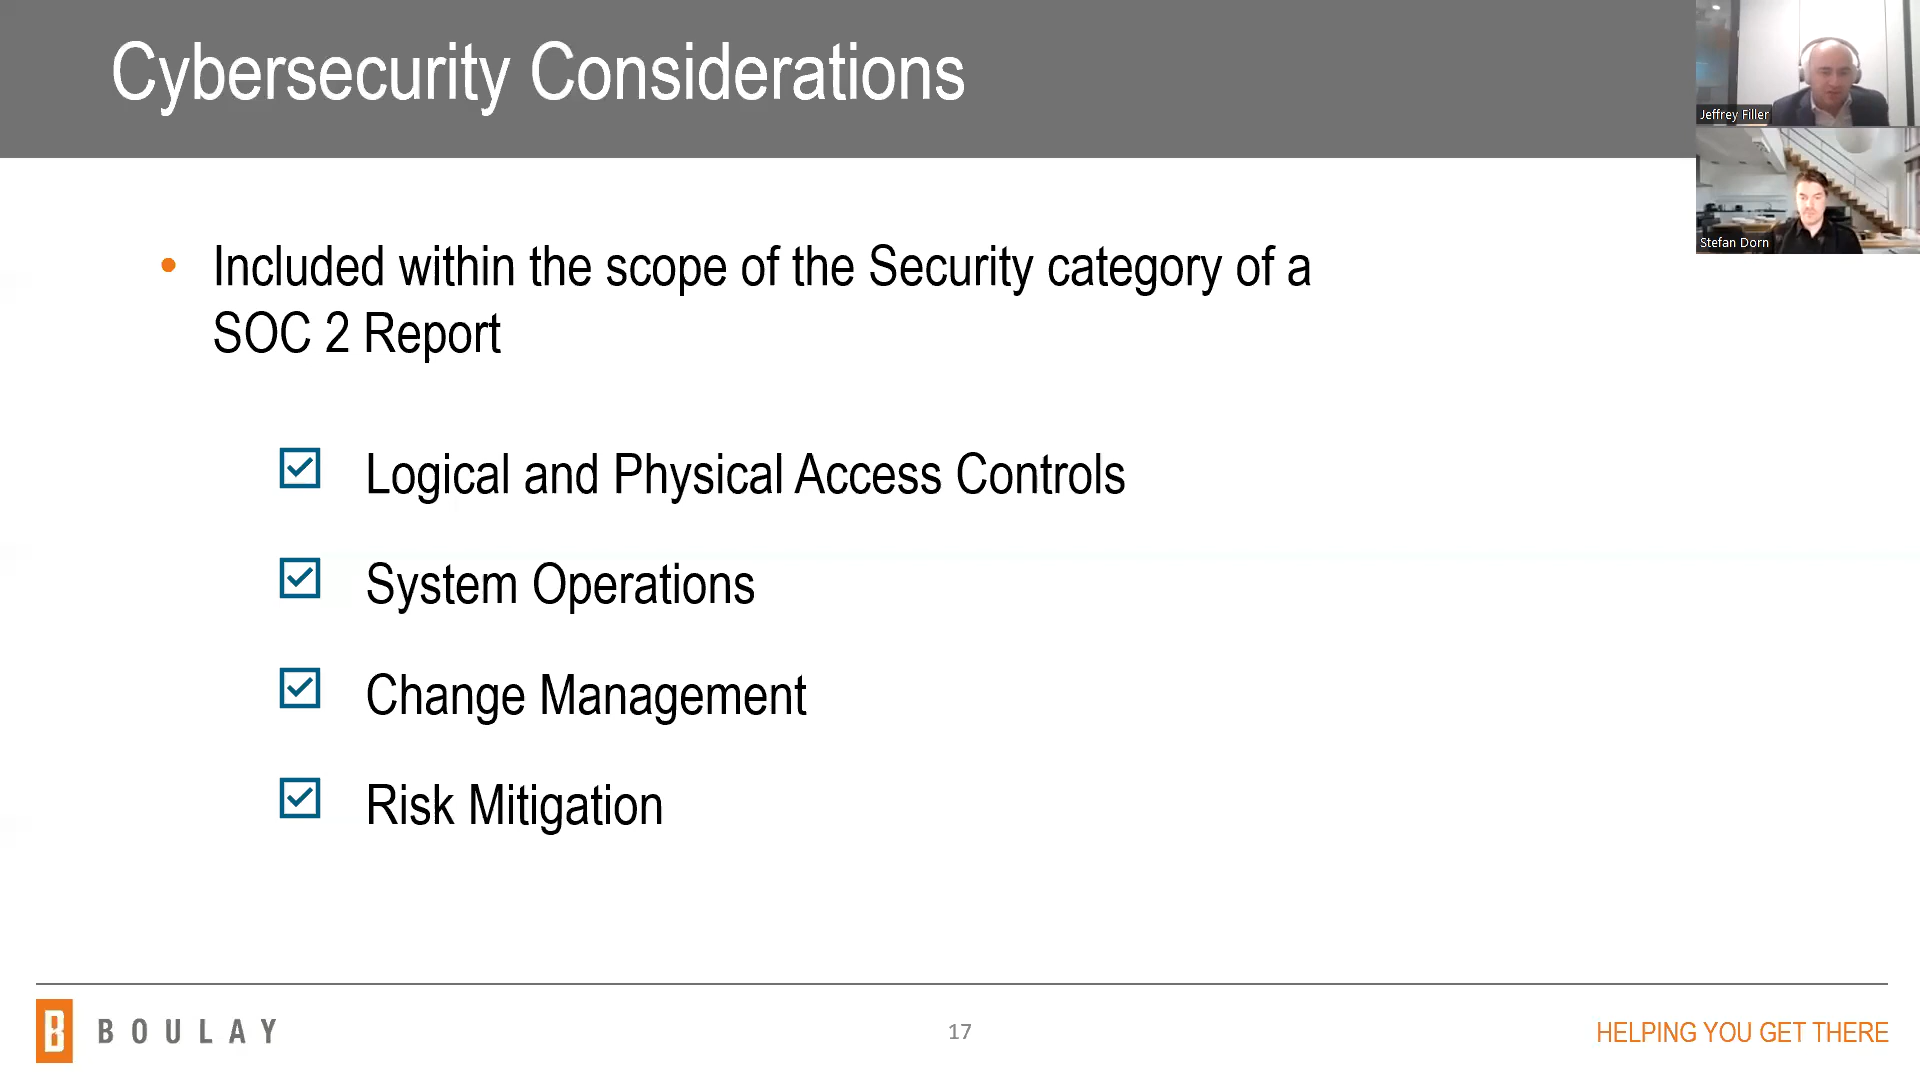 Cybersecurity Considerations
Jeffrey Filler
Stefan Dorn
• Included within the scope of the Security category of a
SOC 2 Report
Logical and Physical Access Controls
System Operations
Change Management
Risk Mitigation
B BOULAY
17
HELPING YOU GET THERE